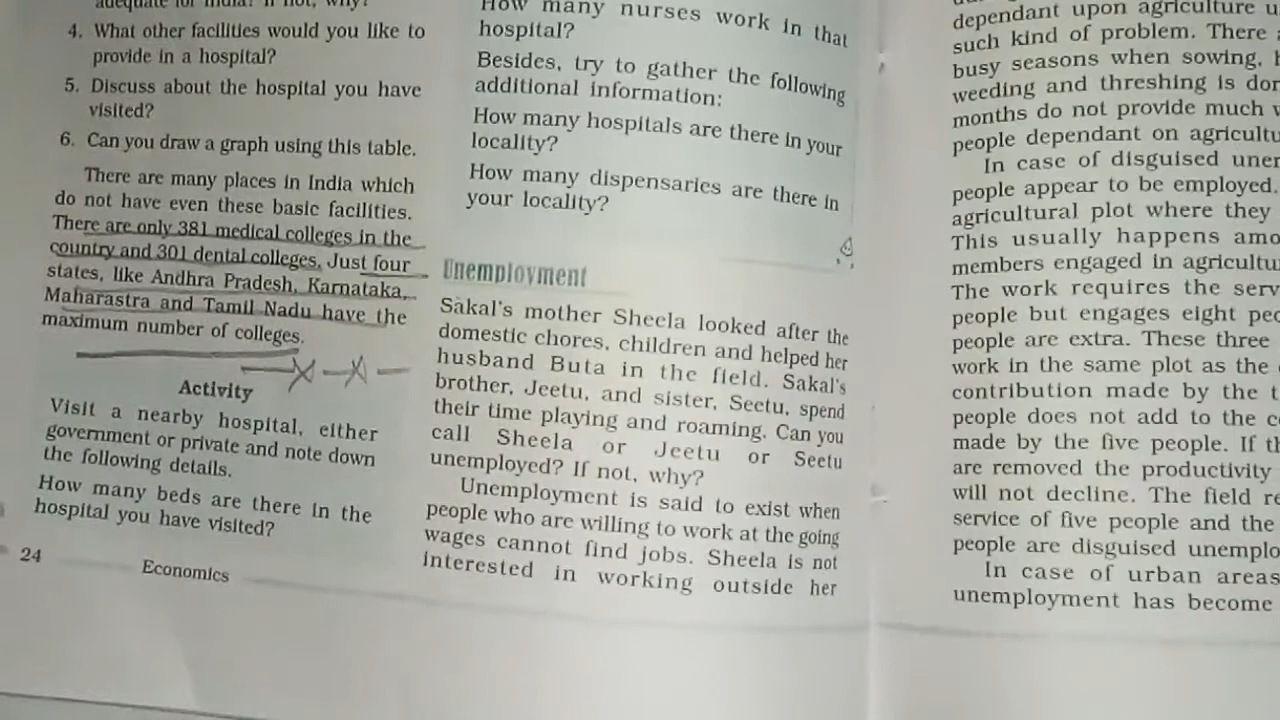 adequate for India? If not, why?
4. What other facilities would you like to
provide in a hospital?
5. Discuss about the hospital you have
visited?
6. Can you draw a graph using this table.
There are many places in India which
do not have even these basic facilities.
There are only 381 medical colleges in the
country and 301 dental colleges. Just four
states, like Andhra Pradesh, Karnataka,
Maharastra and Tamil Nadu have the
maximum number of colleges.
Activity
Visit a nearby hospital, either
government or private and note down
the following details.
How many beds are there in the
hospital you have visited?
24
Economics
How many nurses work in that
hospital?
Besides, try to gather the following
additional information:
How many hospitals are there in your
locality?
How many dispensaries are there in
your locality?
Unemployment
Sakal's mother Sheela looked after the
domestic chores, children and helped her
husband Buta in the field. Sakal's
brother, Jeetu, and sister, Seetu, spend
their time playing and roaming. Can you
call Sheela or Jeetu or Seetu
unemployed? If not, why?
Unemployment is said to exist when
people who are willing to work at the going
wages cannot find jobs. Sheela is not
interested in working outside her
dependant upon agriculture
such kind of problem. There
busy seasons when sowing,
weeding and threshing is
months do not provide much
people dependant on
In case of disguised
people appear to be employed.
agricultural plot where they
This usually happens
members engaged in
The work requires the
people but engages eight
people are extra. These three
work in the same plot as the
contribution made by the
people does not add to the
made by the five people. If
are removed the productivity
will not decline. The field
service of five people and the
people are disguised
In case of urban areas
unemployment has become